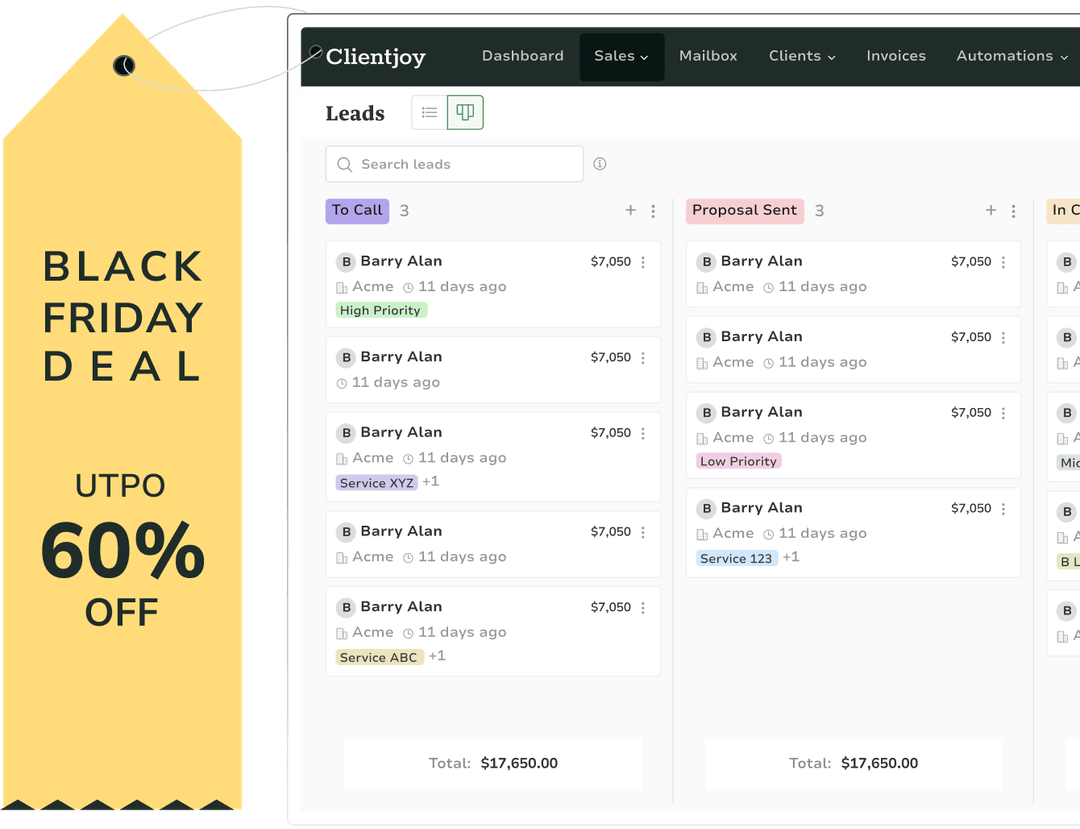 BLACK
FRIDAY
DEAL
UTPO
60%
OFF
Clientjoy Dashboard Sales Mailbox Clients Invoices Automations
Leads
Search leads
To Call 3
B Barry Alan $7,050
Acme 11 days ago
High Priority
B Barry Alan $7,050
11 days ago
B Barry Alan $7,050
Acme 11 days ago
Service XYZ +1
B Barry Alan $7,050
Acme 11 days ago
B Barry Alan $7,050
Acme 11 days ago
Service ABC +1
Total: $17,650.00
Proposal Sent 3
B Barry Alan $7,050
Acme 11 days ago
B Barry Alan $7,050
Acme 11 days ago
B Barry Alan $7,050
Acme 11 days ago
Low Priority
B Barry Alan $7,050
Acme 11 days ago
Service 123 +1
Total: $17,650.00
In
B
B
B
B
B
B